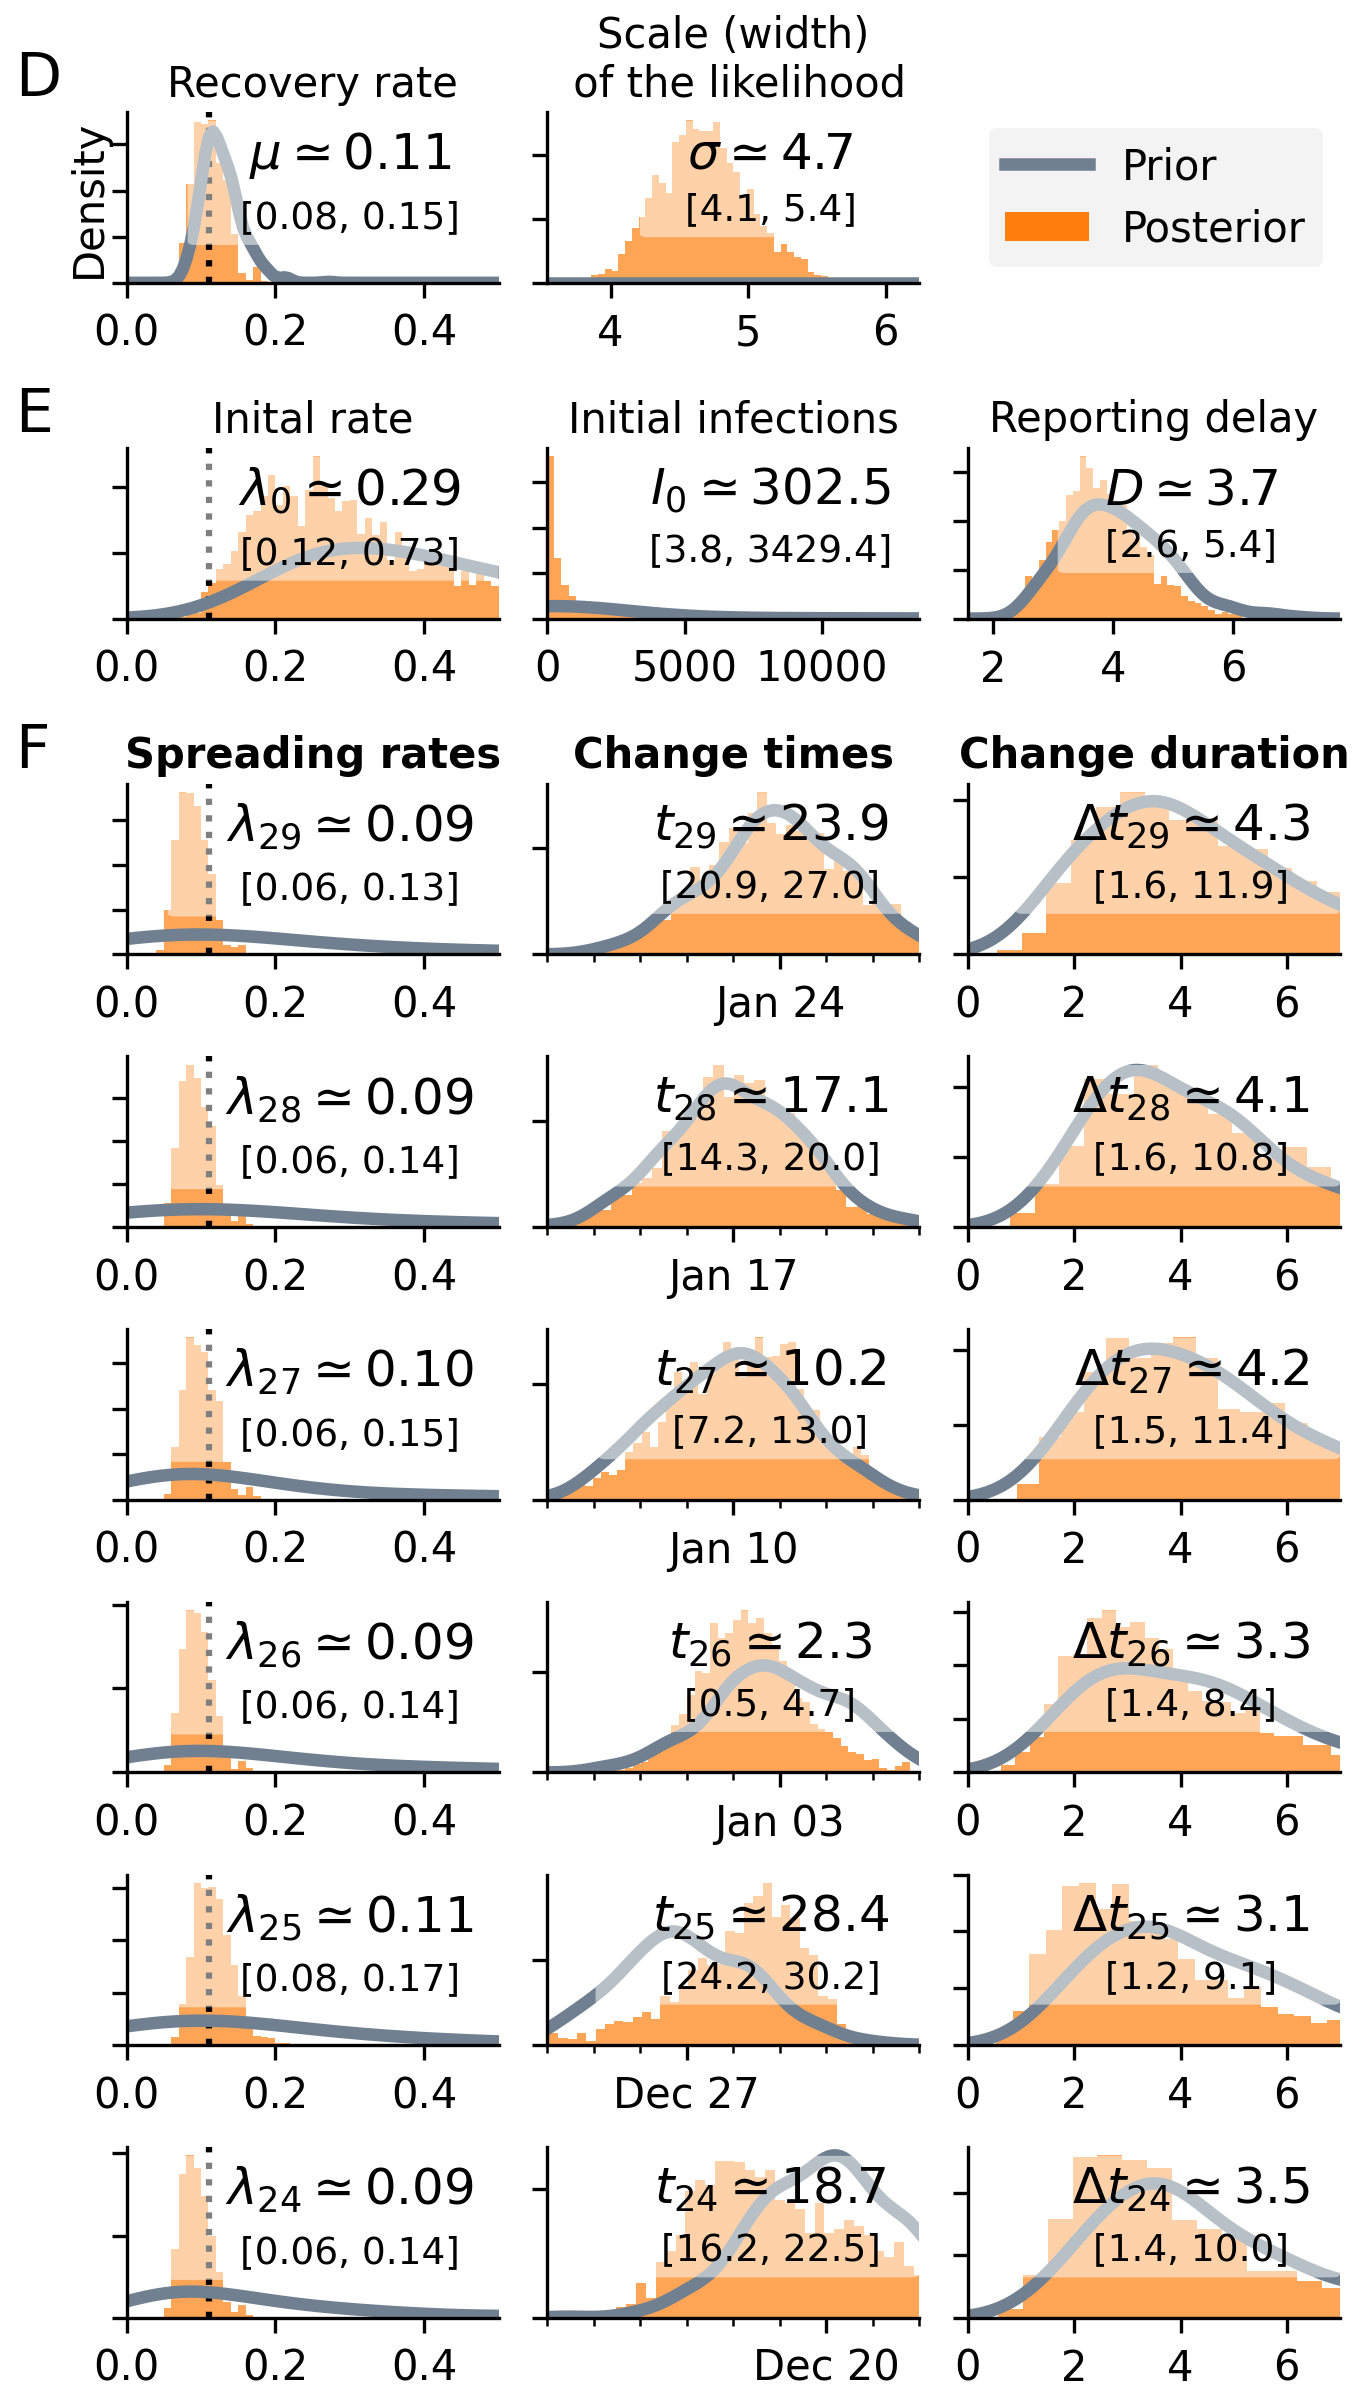 D
Recovery rate
Scale (width)
of the likelihood
Density
μ ≃ 0.11
[0.08, 0.15]
0.0 0.2 0.4
σ ≃ 4.7
[4.1, 5.4]
4 5 6
Prior
Posterior
E
Inital rate
λ0 ≃ 0.29
[0.12, 0.73]
0.0 0.2 0.4
Initial infections
I0 ≃ 302.5
[3.8, 3429.4]
0 5000 10000
Reporting delay
D ≃ 3.7
[2.6, 5.4]
2 4 6
F
Spreading rates
Change times
Change duration
λ29 ≃ 0.09
[0.06, 0.13]
0.0 0.2 0.4
t29 ≃ 23.9
[20.9, 27.0]
Jan 24
Δt29 ≃ 4.3
[1.6, 11.9]
0 2 4 6
λ28 ≃ 0.09
[0.06, 0.14]
0.0 0.2 0.4
t28 ≃ 17.1
[14.3, 20.0]
Jan 17
Δt28 ≃ 4.1
[1.6, 10.8]
0 2 4 6
λ27 ≃ 0.10
[0.06, 0.15]
0.0 0.2 0.4
t27 ≃ 10.2
[7.2, 13.0]
Jan 10
Δt27 ≃ 4.2
[1.5, 11.4]
0 2 4 6
λ26 ≃ 0.09
[0.06, 0.14]
0.0 0.2 0.4
t26 ≃ 2.3
[0.5, 4.7]
Jan 03
Δt26 ≃ 3.3
[1.4, 8.4]
0 2 4 6
λ25 ≃ 0.11
[0.08, 0.17]
0.0 0.2 0.4
t25 ≃ 28.4
[24.2, 30.2]
Dec 27
Δt25 ≃ 3.1
[1.2, 9.1]
0 2 4 6
λ24 ≃ 0.09
[0.06, 0.14]
0.0 0.2 0.4
t24 ≃ 18.7
[16.2, 22.5]
Dec 20
Δt24 ≃ 3.5
[1.4, 10.0]
0 2 4 6